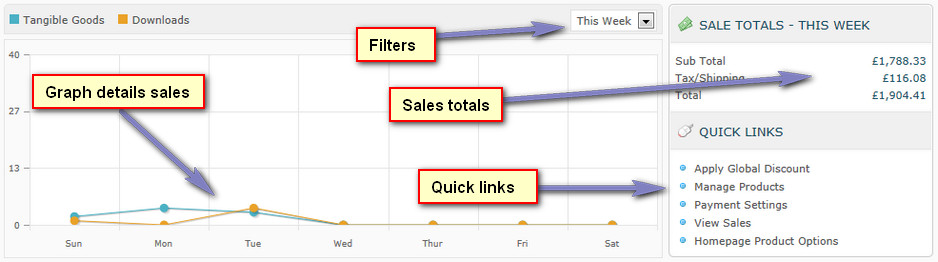 Tangible Goods Downloads
This Week
Filters
40
27
13
0
Sun Mon Tue Wed Thur Fri Sat
Graph details sales
Sales totals
Quick links
SALE TOTALS - THIS WEEK
Sub Total £1,788.33
Tax/Shipping £116.08
Total £1,904.41
QUICK LINKS
Apply Global Discount
Manage Products
Payment Settings
View Sales
Homepage Product Options